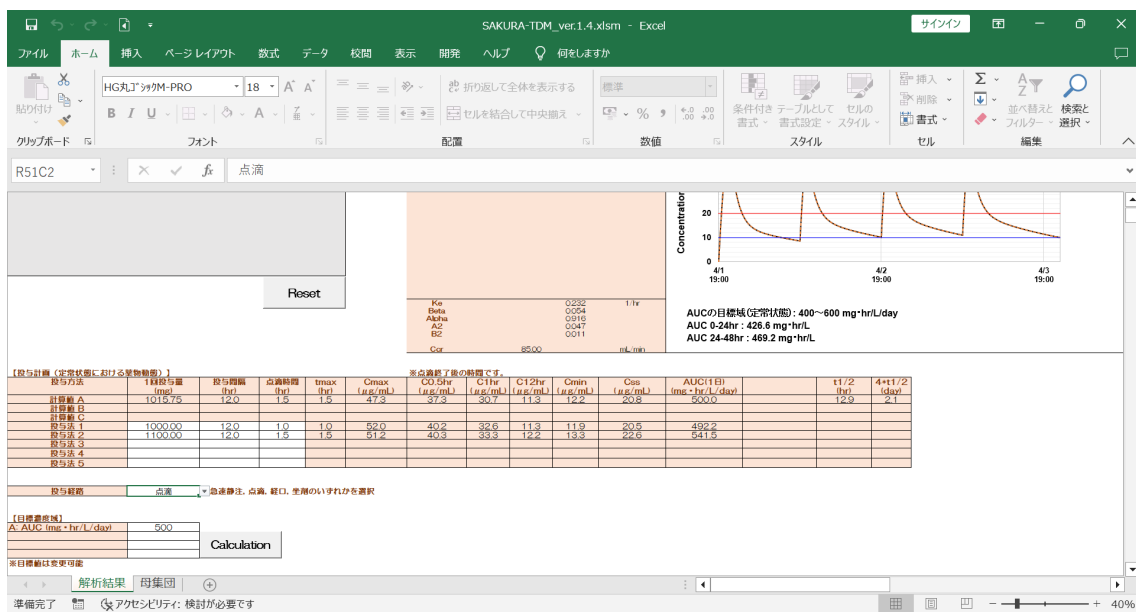 SAKURA-TDM_ver.1.4.xlsm - Excel
サインイン
ファイル ホーム 挿入 ページ レイアウト 数式 データ 校閲 表示 開発 ヘルプ 何をしますか
貼り付け
HG丸ｺﾞｼｯｸM-PRO 18
B I U
折り返して全体を表示する
セルを結合して中央揃え
標準
条件付き書式 テーブルとして書式設定 セルのスタイル
挿入
削除
書式
並べ替えとフィルター 検索と選択
クリップボード フォント 配置 数値 スタイル セル 編集
R51C2 fx 点滴
Concentration
20
10
0
4/1 19:00
4/2 19:00
4/3 19:00
Reset
Ke 0.232 1/hr
Beta 0.054
Alpha 0.916
A2 0.047
B2 0.011
Ccr 85.00 mL/min
AUCの目標域(定常状態): 400～600 mg･hr/L/day
AUC 0-24hr : 426.6 mg･hr/L
AUC 24-48hr : 469.2 mg･hr/L
【投与計画（定常状態における薬物動態）】 ※点滴終了後の時間です。
投与方法 1回投与量 (mg) 投与間隔 (hr) 点滴時間 (hr) tmax (hr) Cmax (μg/mL) C0.5hr (μg/mL) C1hr (μg/mL) C12hr (μg/mL) Cmin (μg/mL) Css (μg/mL) AUC(1日) (mg・hr/L/day) t1/2 (hr) 4*t1/2 (day)
計算値 A 1015.75 12.0 1.5 1.5 47.3 37.3 30.7 11.3 12.2 20.8 500.0 12.9 2.1
計算値 B
計算値 C
投与法 1 1000.00 12.0 1.0 1.0 52.0 40.2 32.6 11.3 11.9 20.5 492.2
投与法 2 1100.00 12.0 1.5 1.5 51.2 40.3 33.3 12.2 13.3 22.6 541.5
投与法 3
投与法 4
投与法 5
投与経路 点滴 急速静注、点滴、経口、坐剤のいずれかを選択
【目標濃度域】
A: AUC (mg・hr/L/day) 500
Calculation
※目標値は変更可能
解析結果 母集団
準備完了 アクセシビリティ: 検討が必要です 40%